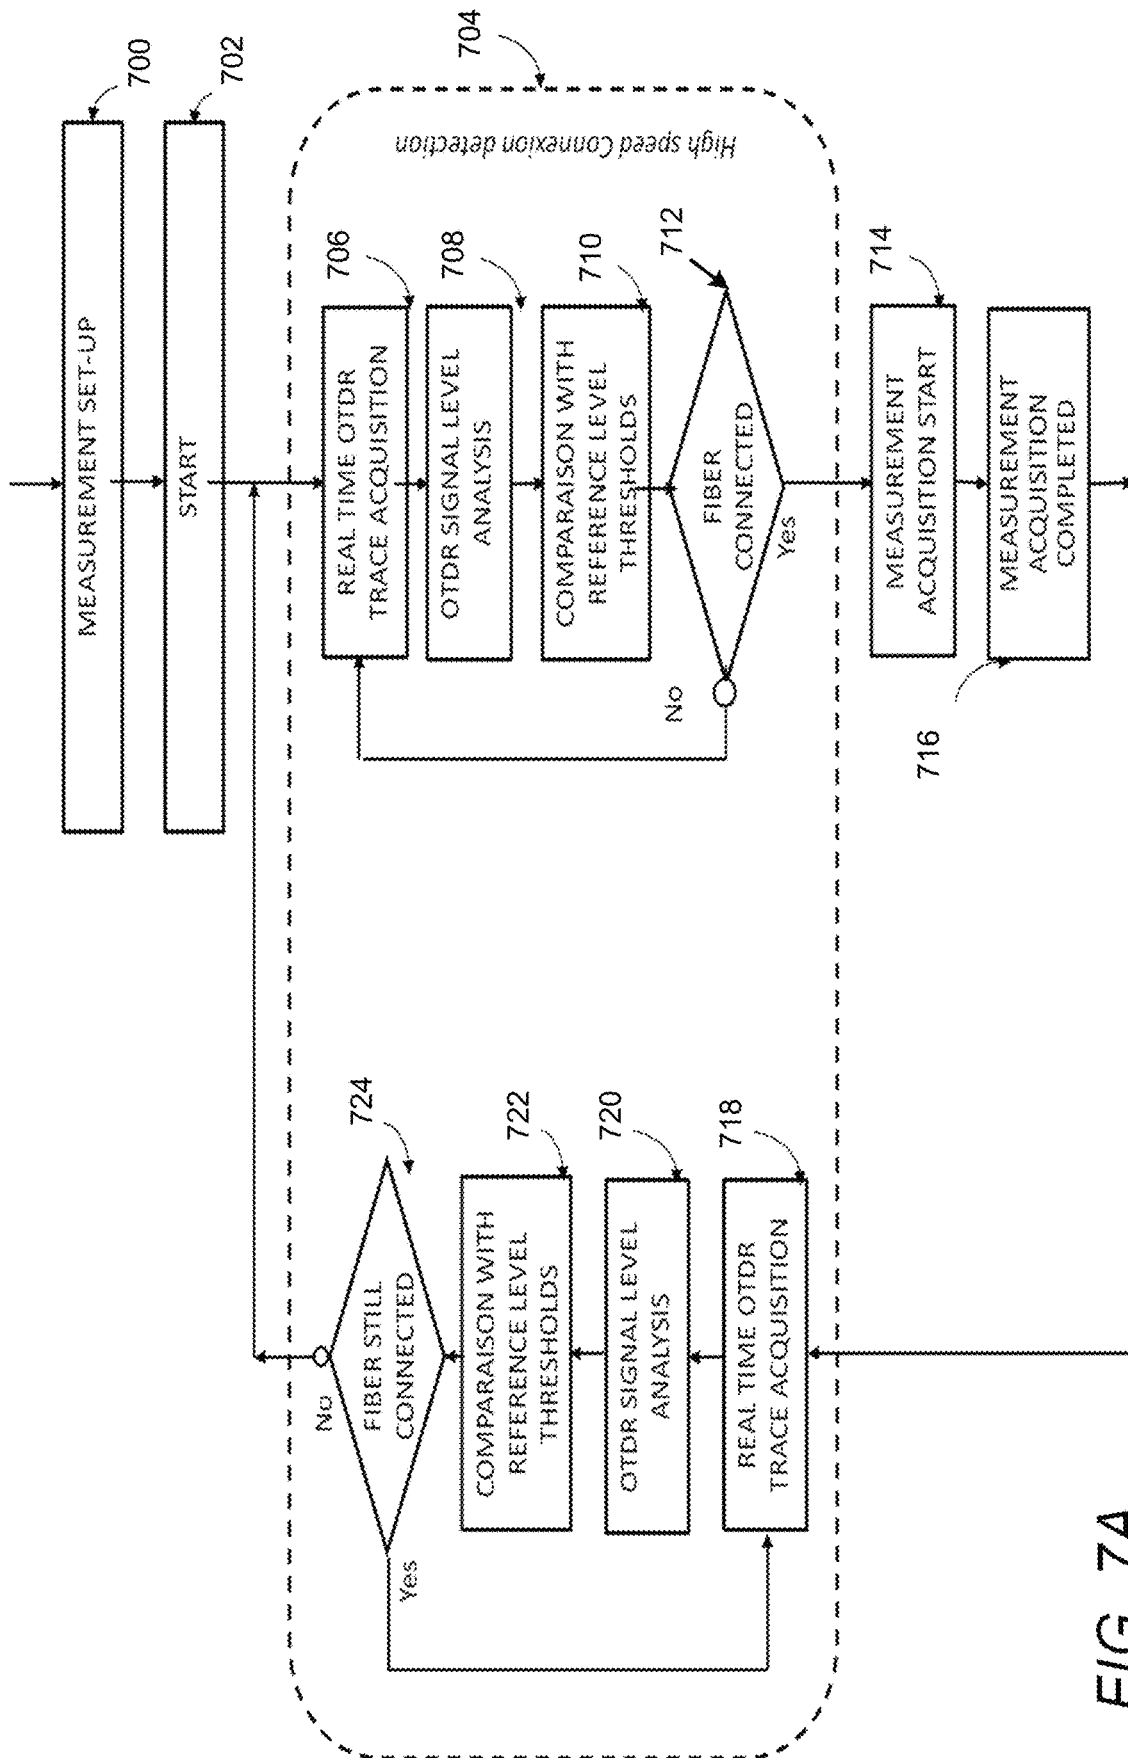 MEASUREMENT SET-UP
700
START
702
704
High speed Connexion detection
REAL TIME OTDR
TRACE ACQUISITION
706
OTDR SIGNAL LEVEL
ANALYSIS
708
COMPARAISON WITH
REFERENCE LEVEL
THRESHOLDS
710
FIBER
CONNECTED
712
No
Yes
MEASUREMENT
ACQUISITION START
714
MEASUREMENT
ACQUISITION
COMPLETED
716
No
FIBER STILL
CONNECTED
724
Yes
COMPARAISON WITH
REFERENCE LEVEL
THRESHOLDS
722
OTDR SIGNAL LEVEL
ANALYSIS
720
REAL TIME OTDR
TRACE ACQUISITION
718
FIG. 7A